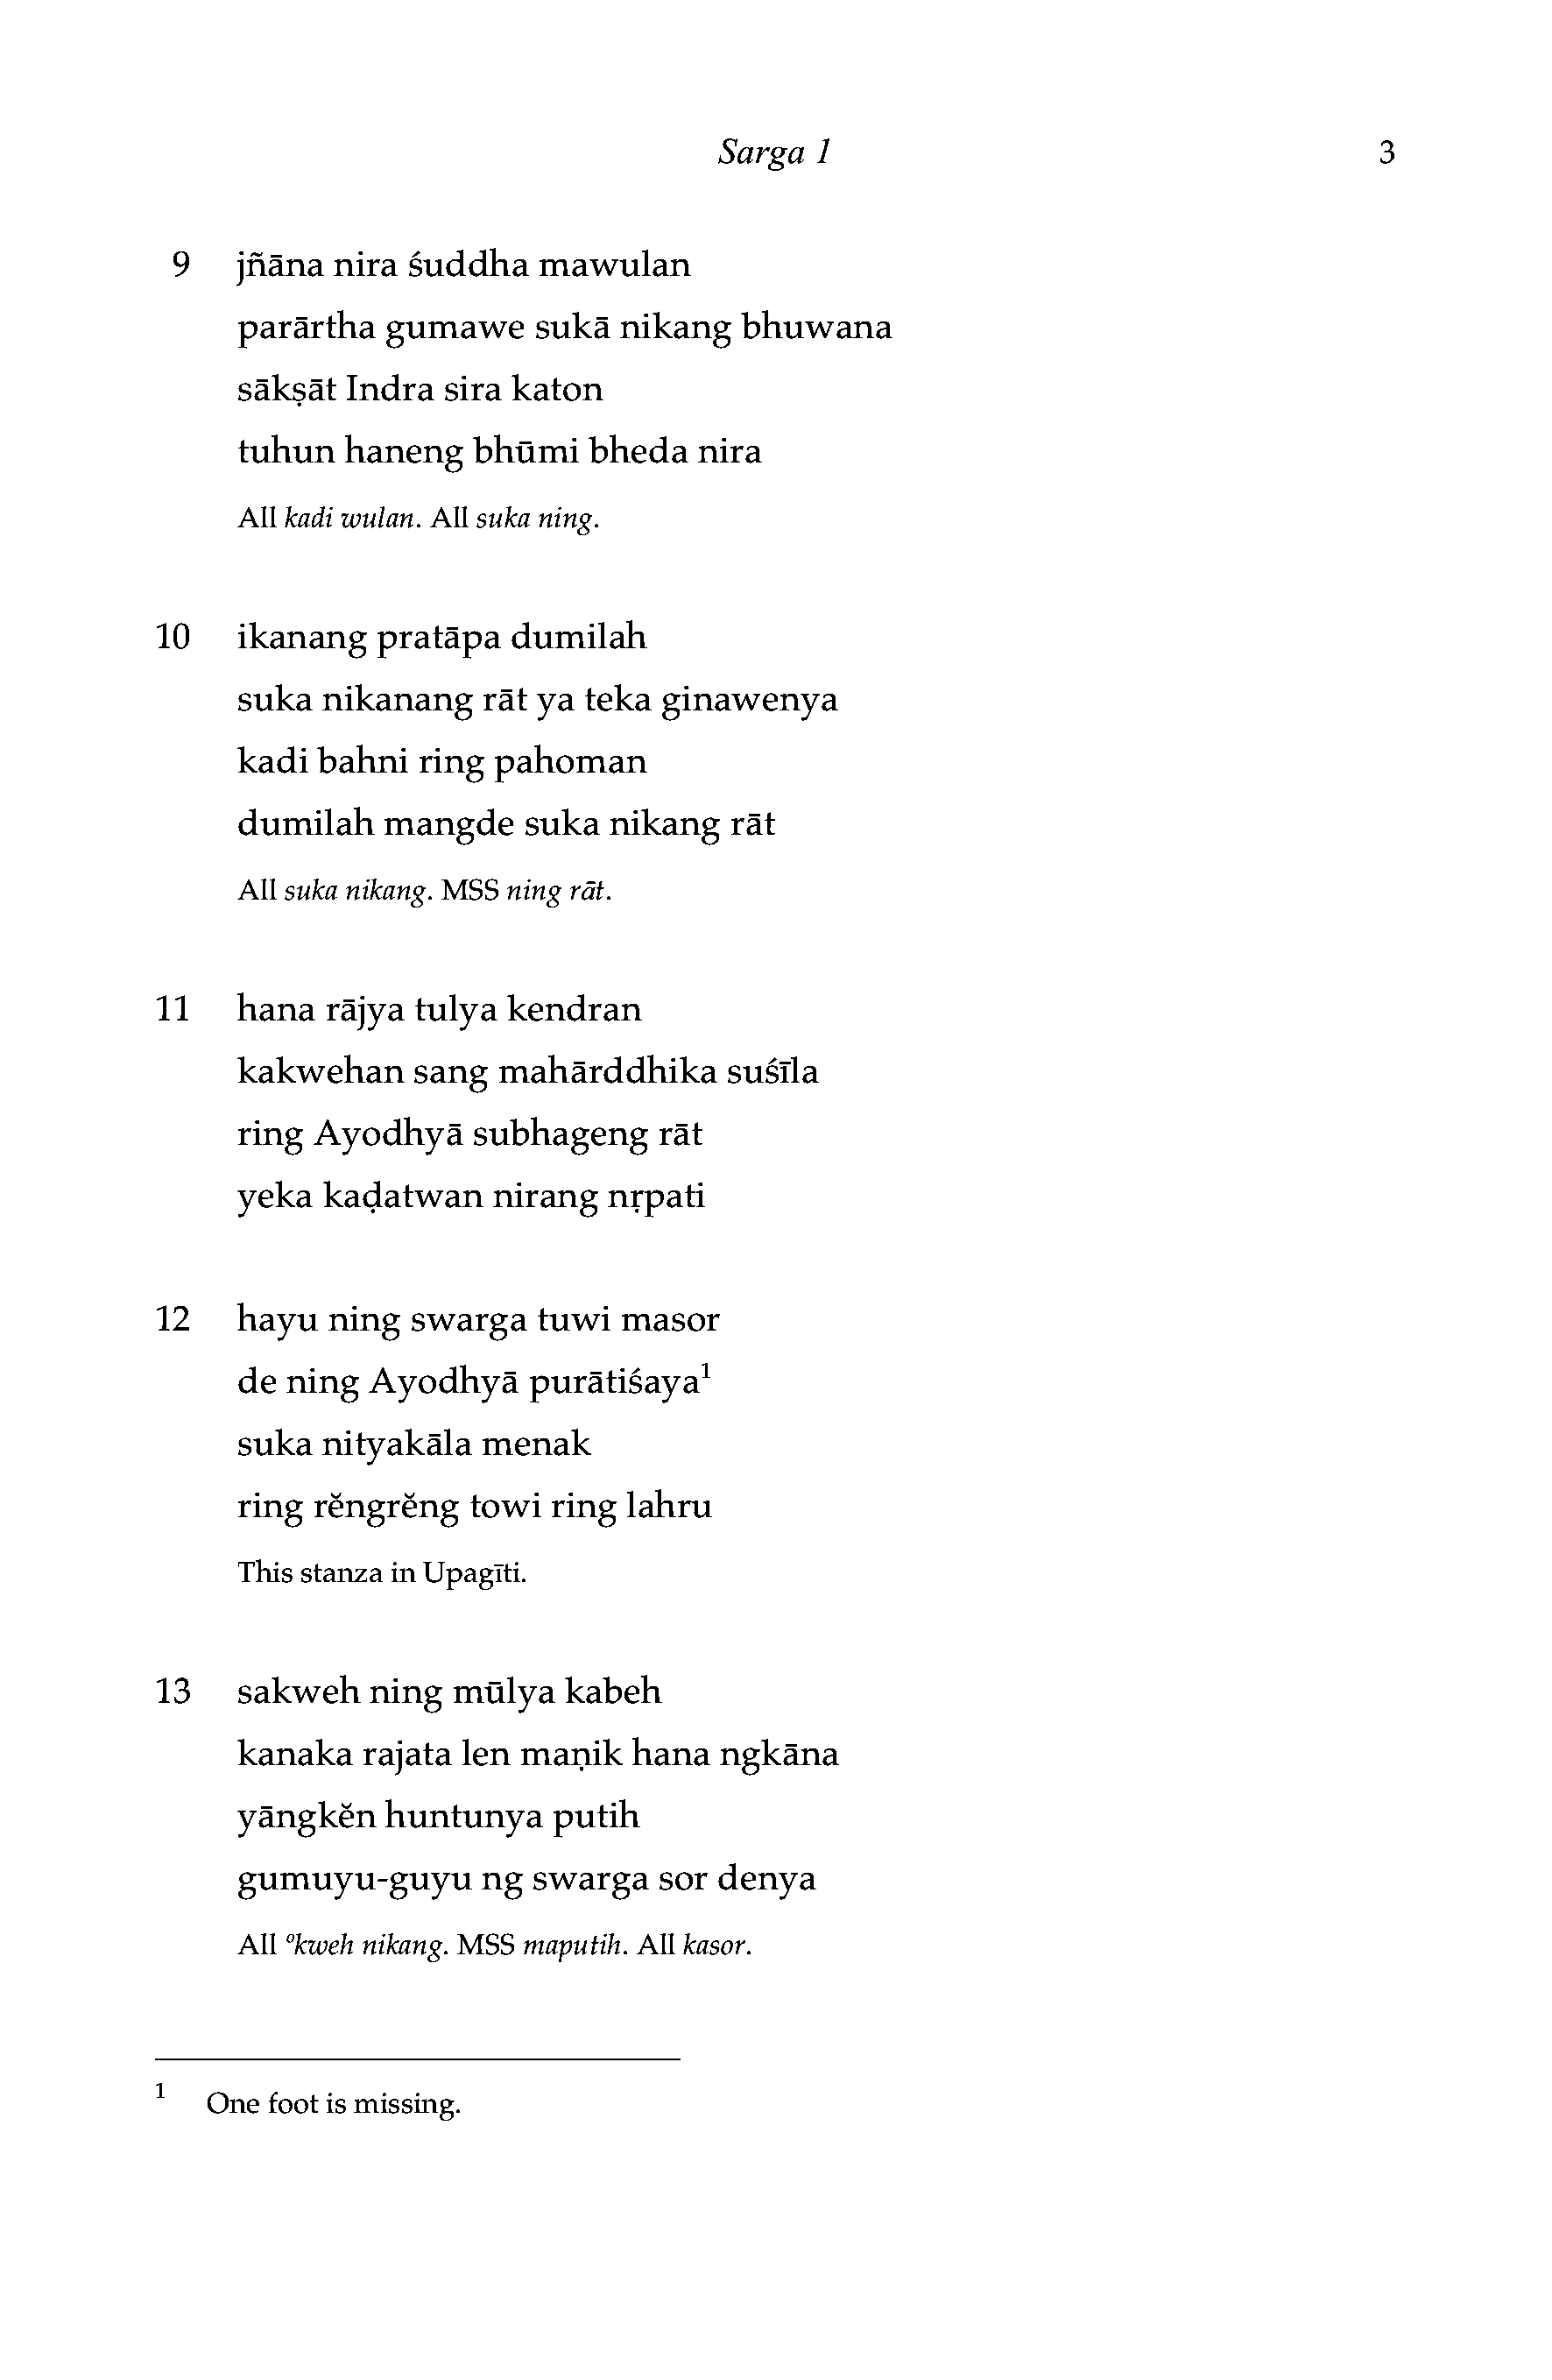 Sarga 1 3
9 jñāna nira śuddha mawulan
parārtha gumawe sukā nikang bhuwana
sākṣāt Indra sira katon
tuhun haneng bhūmi bheda nira
All kadi wulan. All suka ning.
10 ikanang pratāpa dumilah
suka nikanang rāt ya teka ginawenya
kadi bahni ring pahoman
dumilah mangde suka nikang rāt
All suka nikang. MSS ning rāt.
11 hana rājya tulya kendran
kakwehan sang mahārddhika suśīla
ring Ayodhyā subhageng rāt
yeka kaḍatwan nirang nṛpati
12 hayu ning swarga tuwi masor
de ning Ayodhyā purātiśaya¹
suka nityakāla menak
ring rĕngrĕng towi ring lahru
This stanza in Upagīti.
13 sakweh ning mūlya kabeh
kanaka rajata len maṇik hana ngkāna
yāngkĕn huntunya putih
gumuyu-guyu ng swarga sor denya
All °kweh nikang. MSS maputih. All kasor.
¹ One foot is missing.